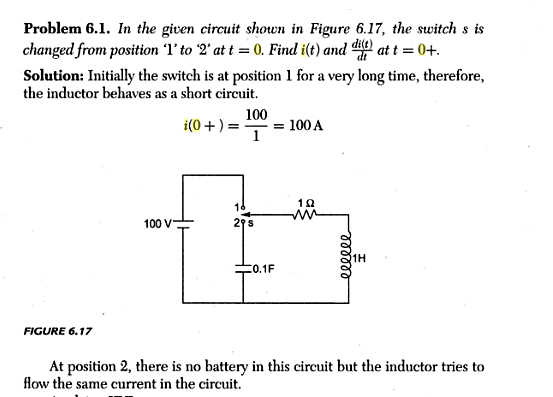 Problem 6.1. In the given circuit shown in Figure 6.17, the switch s is
changed from position '1' to '2' at t = 0. Find i(t) and di(t)/dt at t = 0+.
Solution: Initially the switch is at position 1 for a very long time, therefore,
the inductor behaves as a short circuit.
i(0+) = 100/1 = 100 A
1
1 Ω
100 V
2 s
0.1F
1H
FIGURE 6.17
At position 2, there is no battery in this circuit but the inductor tries to
flow the same current in the circuit.